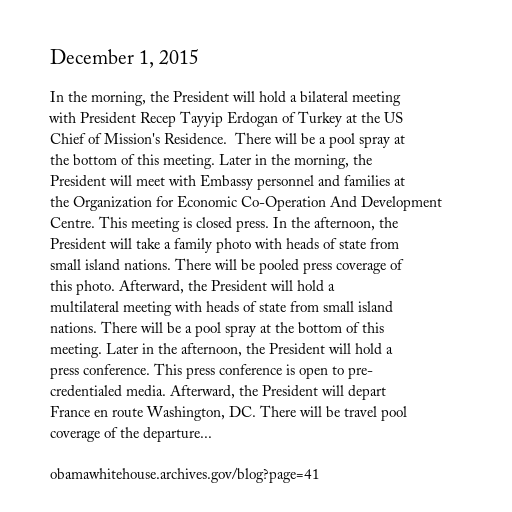 December 1, 2015
In the morning, the President will hold a bilateral meeting
with President Recep Tayyip Erdogan of Turkey at the US
Chief of Mission's Residence.  There will be a pool spray at
the bottom of this meeting. Later in the morning, the
President will meet with Embassy personnel and families at
the Organization for Economic Co-Operation And Development
Centre. This meeting is closed press. In the afternoon, the
President will take a family photo with heads of state from
small island nations. There will be pooled press coverage of
this photo. Afterward, the President will hold a
multilateral meeting with heads of state from small island
nations. There will be a pool spray at the bottom of this
meeting. Later in the afternoon, the President will hold a
press conference. This press conference is open to pre-
credentialed media. Afterward, the President will depart
France en route Washington, DC. There will be travel pool
coverage of the departure...
obamawhitehouse.archives.gov/blog?page=41